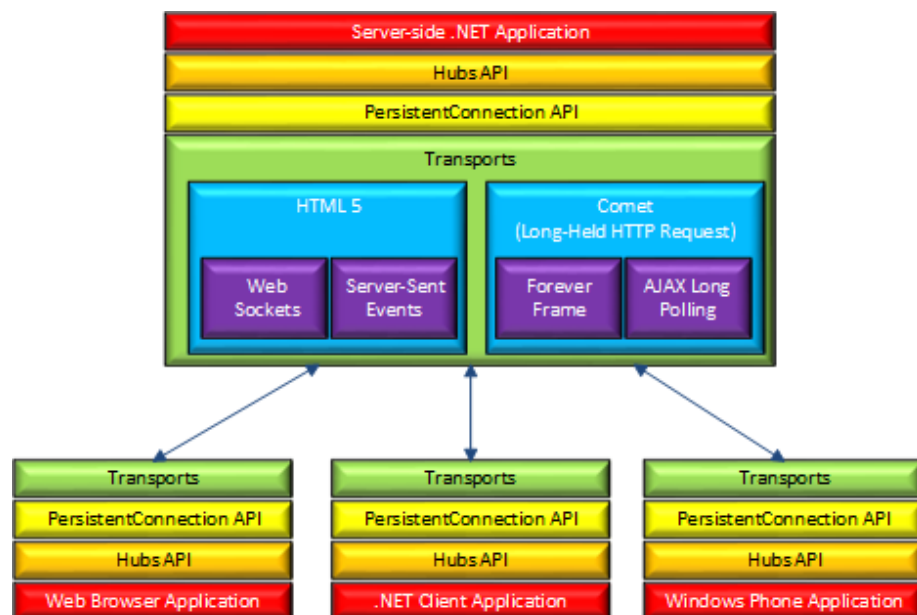 Server-side .NET Application
Hubs API
PersistentConnection API
Transports
HTML 5
Web
Sockets
Server-Sent
Events
Comet
(Long-Held HTTP Request)
Forever
Frame
AJAX Long
Polling
Transports
PersistentConnection API
Hubs API
Web Browser Application
Transports
PersistentConnection API
Hubs API
.NET Client Application
Transports
PersistentConnection API
Hubs API
Windows Phone Application